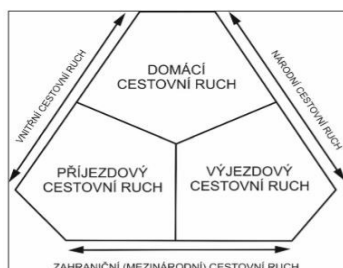 DOMÁCÍ
CESTOVNÍ RUCH
VNITŘNÍ CESTOVNÍ RUCH
NÁRODNÍ CESTOVNÍ RUCH
PŘÍJEZDOVÝ
CESTOVNÍ RUCH
VÝJEZDOVÝ
CESTOVNÍ RUCH
ZAHRANIČNÍ (MEZINÁRODNÍ) CESTOVNÍ RUCH